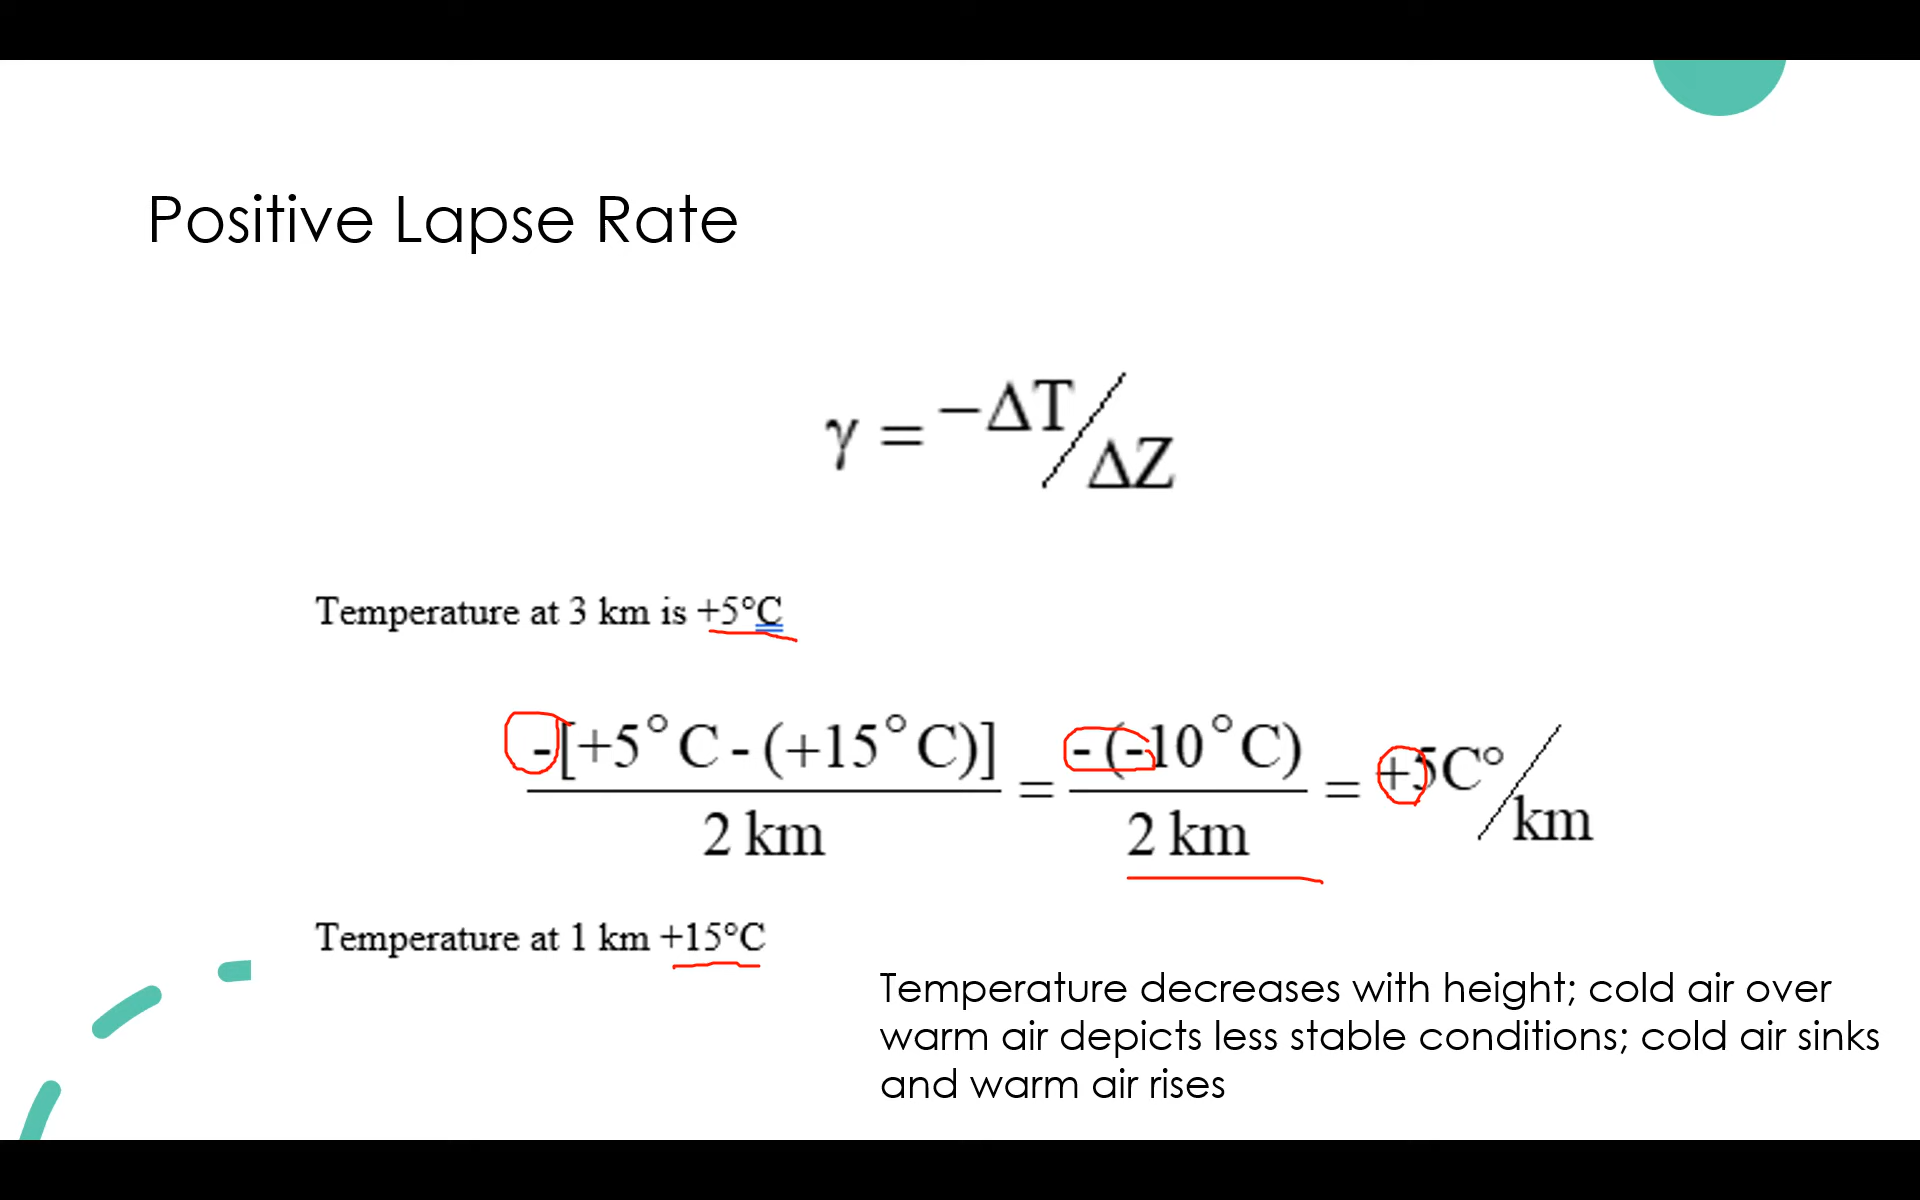 Positive Lapse Rate
γ = −ΔT/ΔZ
Temperature at 3 km is +5°C
-[+5°C - (+15°C)] / 2 km = - (-10°C) / 2 km = +5C°/km
Temperature at 1 km +15°C
Temperature decreases with height; cold air over
warm air depicts less stable conditions; cold air sinks
and warm air rises